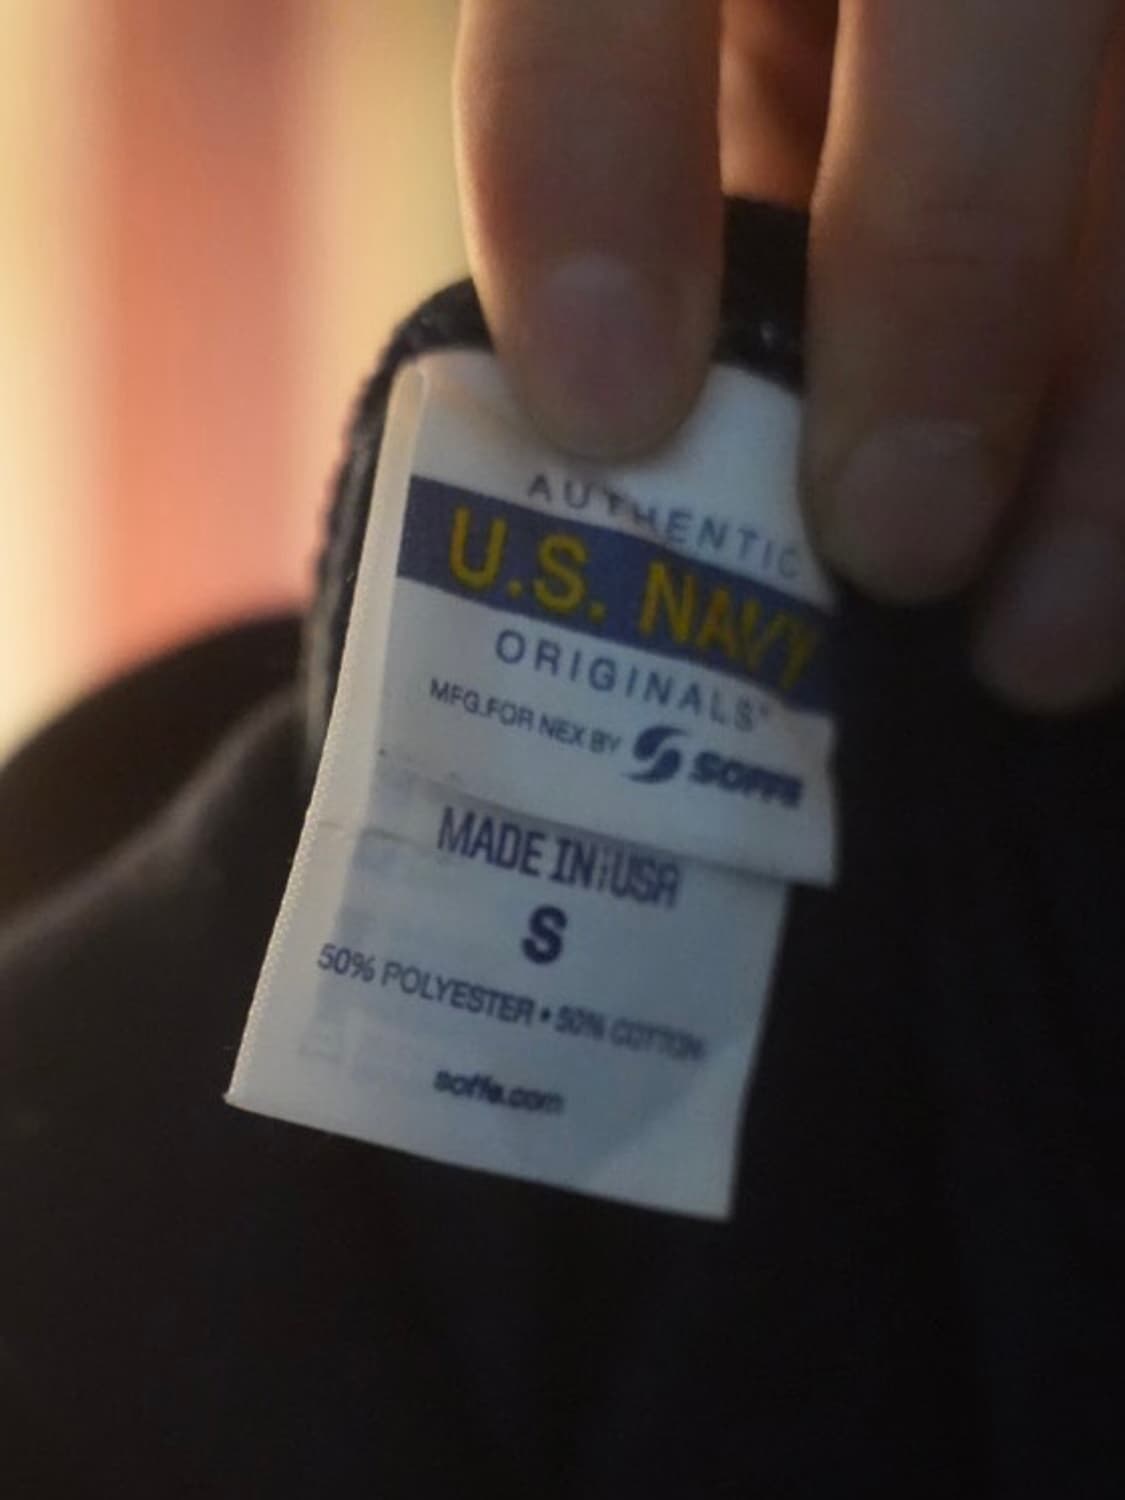 AUTHENTIC
U.S. NAVY
ORIGINALS
MFG.FOR NEX BY SOFFE
MADE IN USA
S
50% POLYESTER • 50% COTTON
soffe.com